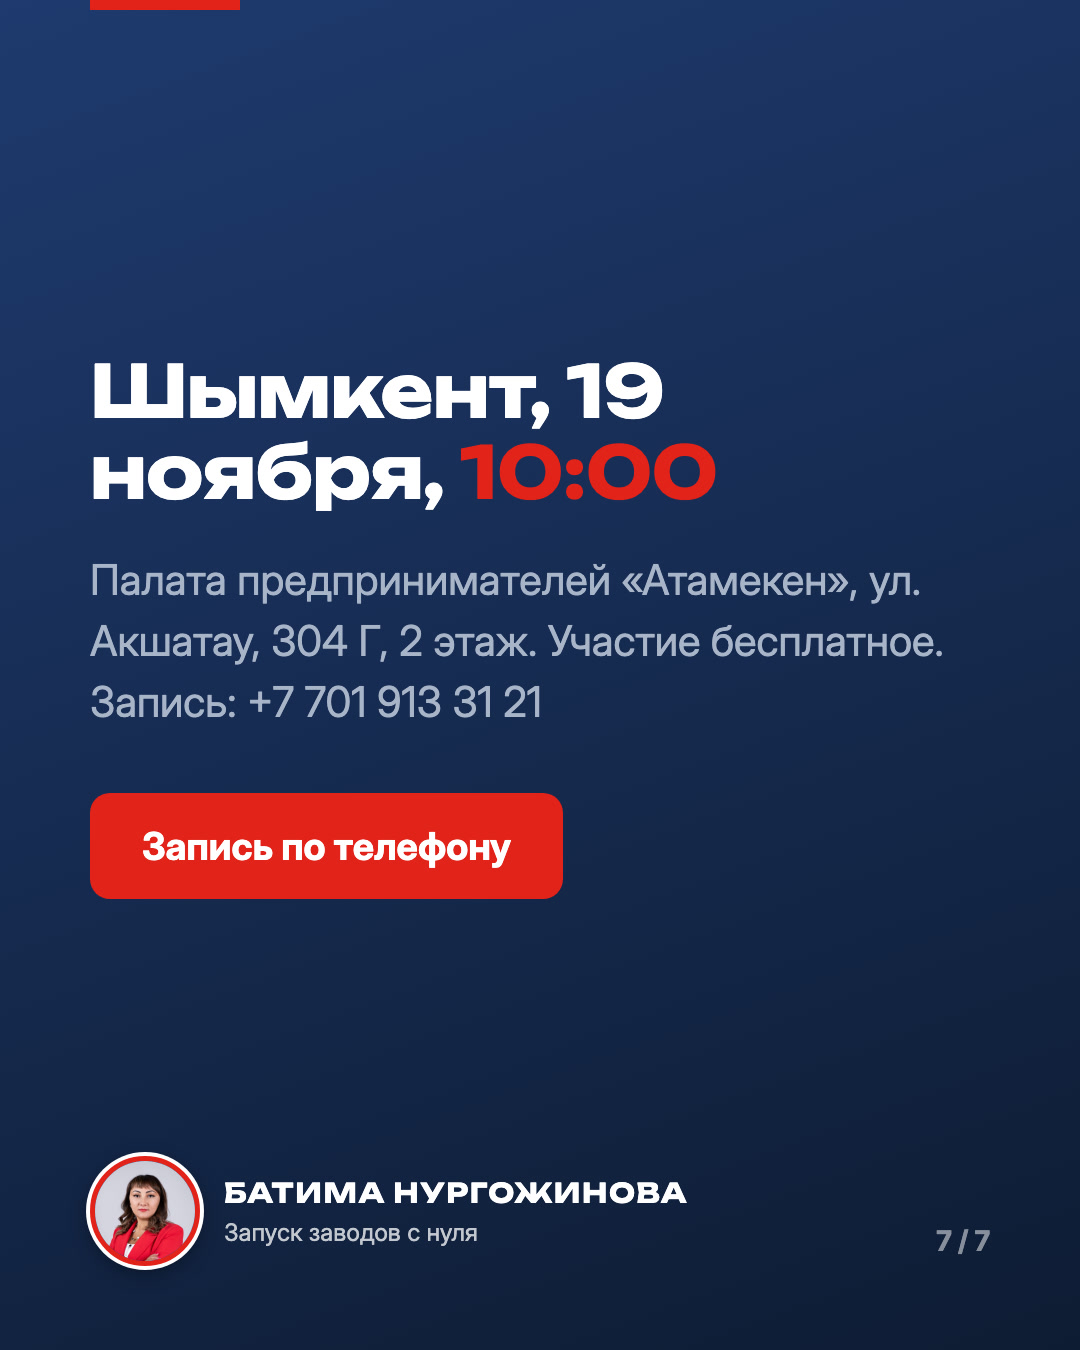 Шымкент, 19
ноября, 10:00
Палата предпринимателей «Атамекен», ул.
Акшатау, 304 Г, 2 этаж. Участие бесплатное.
Запись: +7 701 913 31 21
Запись по телефону
БАТИМА НУРГОЖИНОВА
Запуск заводов с нуля
7 / 7